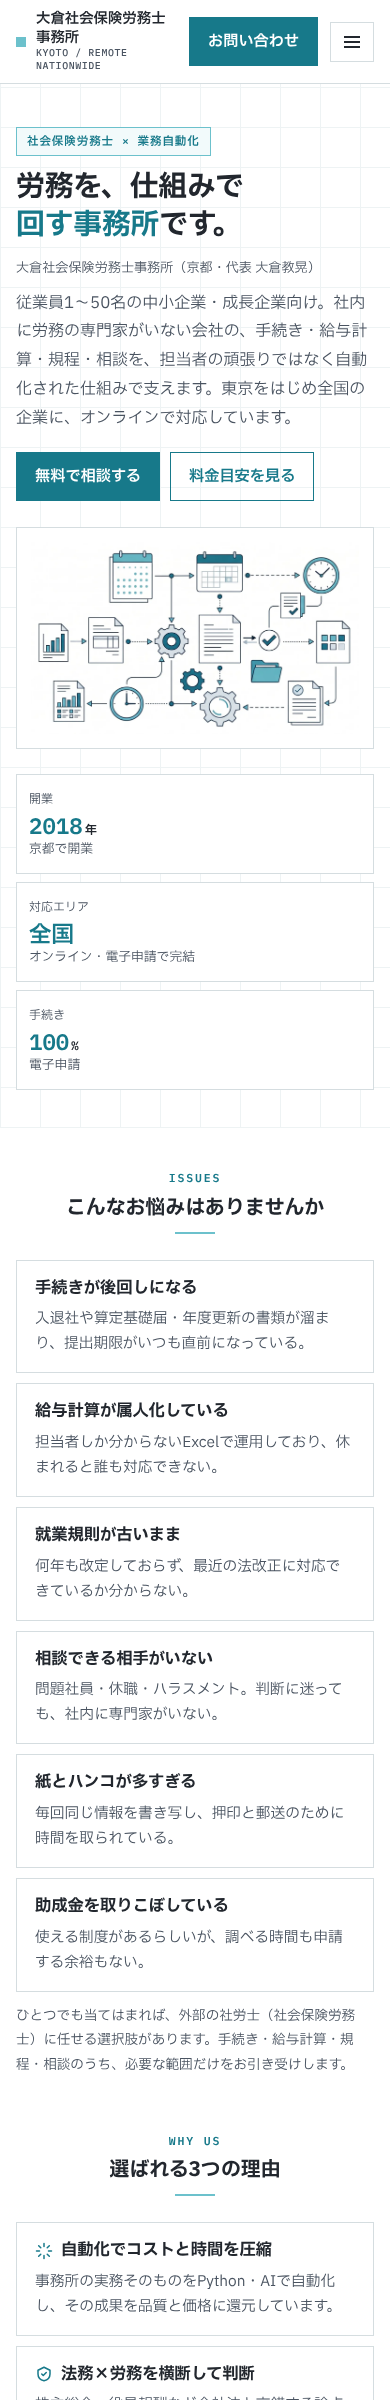 大倉社会保険労務士
事務所
KYOTO / REMOTE
NATIONWIDE
お問い合わせ
社会保険労務士 × 業務自動化
労務を、仕組みで
回す事務所です。
大倉社会保険労務士事務所（京都・代表 大倉教晃）
従業員1〜50名の中小企業・成長企業向け。社内
に労務の専門家がいない会社の、手続き・給与計
算・規程・相談を、担当者の頑張りではなく自動
化された仕組みで支えます。東京をはじめ全国の
企業に、オンラインで対応しています。
無料で相談する
料金目安を見る
開業
2018年
京都で開業
対応エリア
全国
オンライン・電子申請で完結
手続き
100%
電子申請
ISSUES
こんなお悩みはありませんか
手続きが後回しになる
入退社や算定基礎届・年度更新の書類が溜ま
り、提出期限がいつも直前になっている。
給与計算が属人化している
担当者しか分からないExcelで運用しており、休
まれると誰も対応できない。
就業規則が古いまま
何年も改定しておらず、最近の法改正に対応で
きているか分からない。
相談できる相手がいない
問題社員・休職・ハラスメント。判断に迷って
も、社内に専門家がいない。
紙とハンコが多すぎる
毎回同じ情報を書き写し、押印と郵送のために
時間を取られている。
助成金を取りこぼしている
使える制度があるらしいが、調べる時間も申請
する余裕もない。
ひとつでも当てはまれば、外部の社労士（社会保険労務
士）に任せる選択肢があります。手続き・給与計算・規
程・相談のうち、必要な範囲だけをお引き受けします。
WHY US
選ばれる3つの理由
自動化でコストと時間を圧縮
事務所の実務そのものをPython・AIで自動化
し、その成果を品質と価格に還元しています。
法務×労務を横断して判断